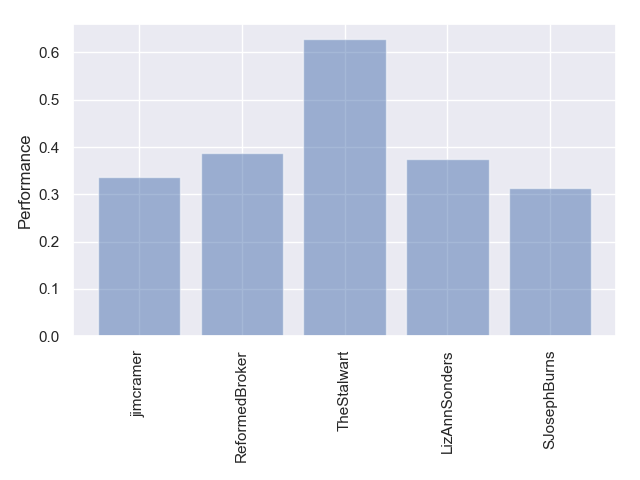 0.6
0.5
0.4
0.3
0.2
0.1
0.0
Performance
jimcramer
ReformedBroker
TheStalwart
LizAnnSonders
SJosephBurns